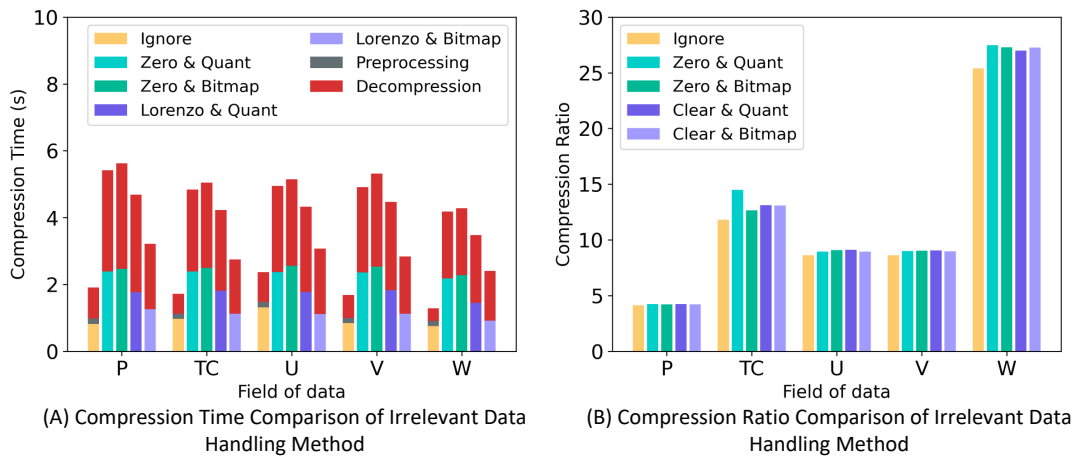 10
8
6
4
2
0
Compression Time (s)
Ignore
Zero & Quant
Zero & Bitmap
Lorenzo & Quant
Lorenzo & Bitmap
Preprocessing
Decompression
P TC U V W
Field of data
(A) Compression Time Comparison of Irrelevant Data
Handling Method
30
25
20
15
10
5
0
Compression Ratio
Ignore
Zero & Quant
Zero & Bitmap
Clear & Quant
Clear & Bitmap
P TC U V W
Field of data
(B) Compression Ratio Comparison of Irrelevant Data
Handling Method